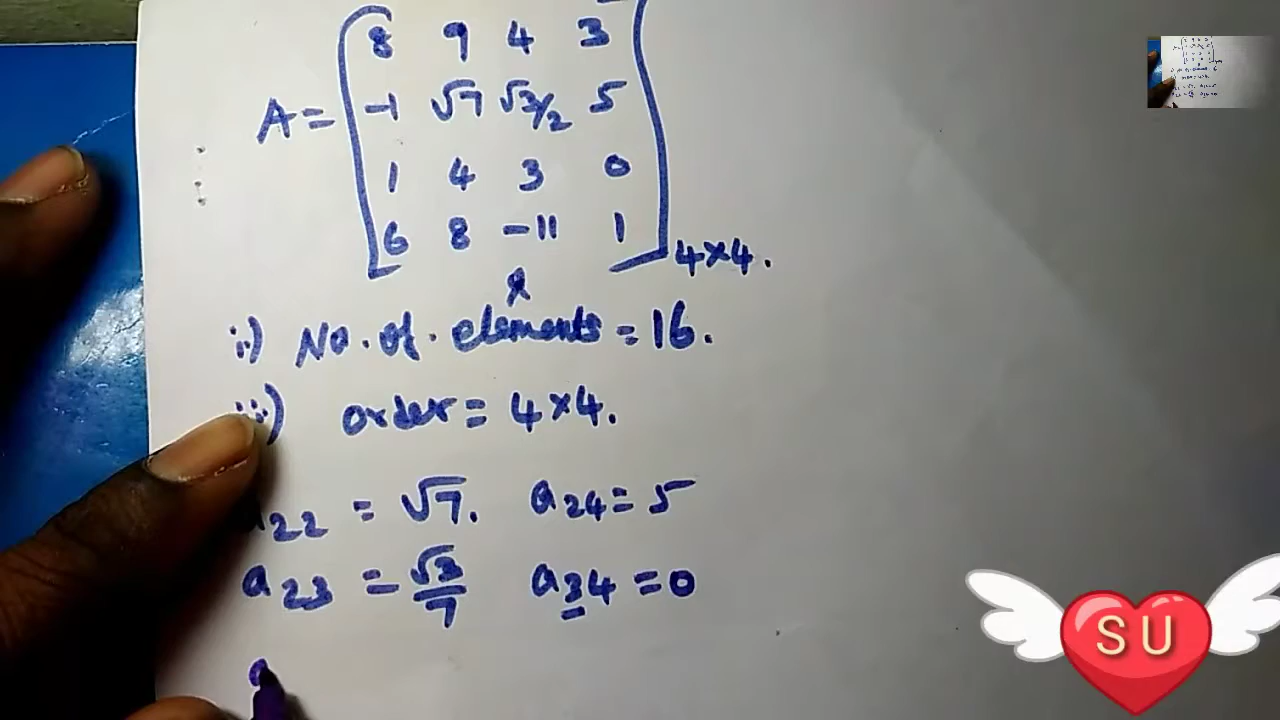 8 9 4 3
A = -1 √7 √3/2 5
1 4 3 0
6 8 -11 1
4×4.
i) No. of. elements = 16.
ii) order = 4×4.
a22 = √7. a24 = 5
a23 = √3/7 a34 = 0
S U